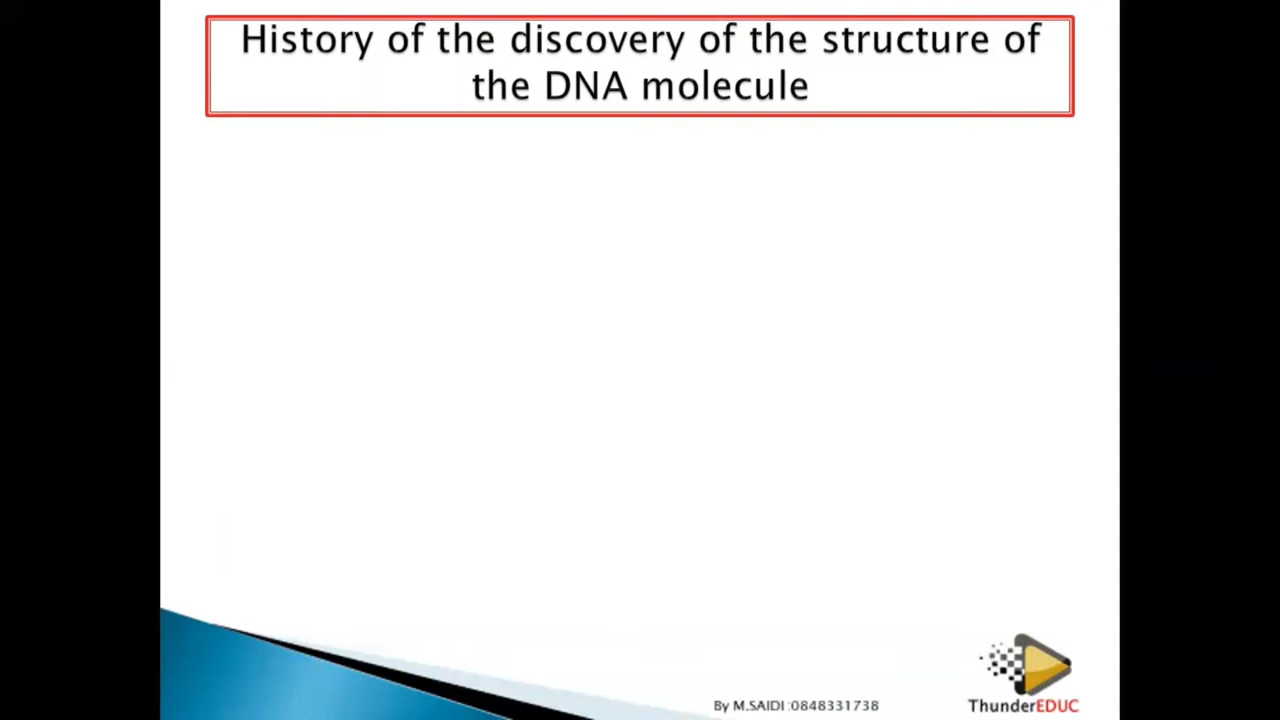 History of the discovery of the structure of
the DNA molecule
By M.SAIDI :0848331738
ThunderEDUC